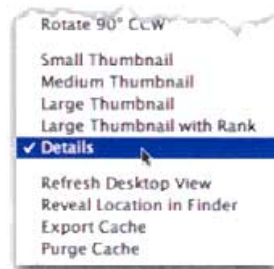 Rotate 90° CCW
Small Thumbnail
Medium Thumbnail
Large Thumbnail
Large Thumbnail with Rank
✓ Details
Refresh Desktop View
Reveal Location in Finder
Export Cache
Purge Cache